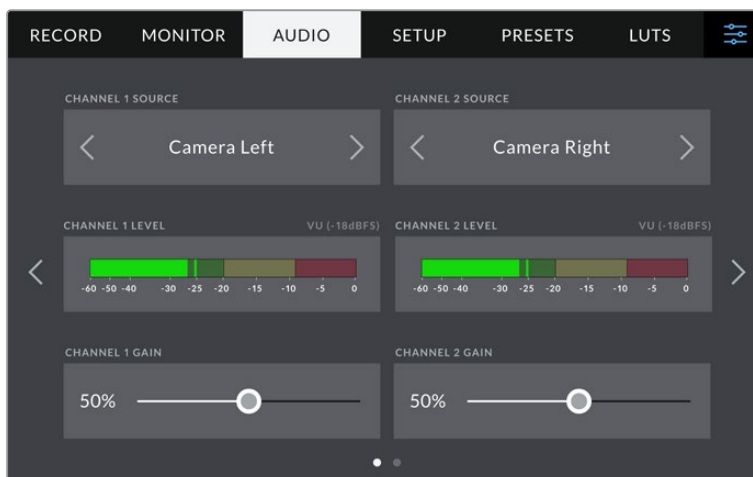 RECORD MONITOR AUDIO SETUP PRESETS LUTS
CHANNEL 1 SOURCE CHANNEL 2 SOURCE
Camera Left Camera Right
CHANNEL 1 LEVEL VU (-18dBFS) CHANNEL 2 LEVEL VU (-18dBFS)
-60 -50 -40 -30 -25 -20 -15 -10 -5 0 -60 -50 -40 -30 -25 -20 -15 -10 -5 0
CHANNEL 1 GAIN CHANNEL 2 GAIN
50% 50%